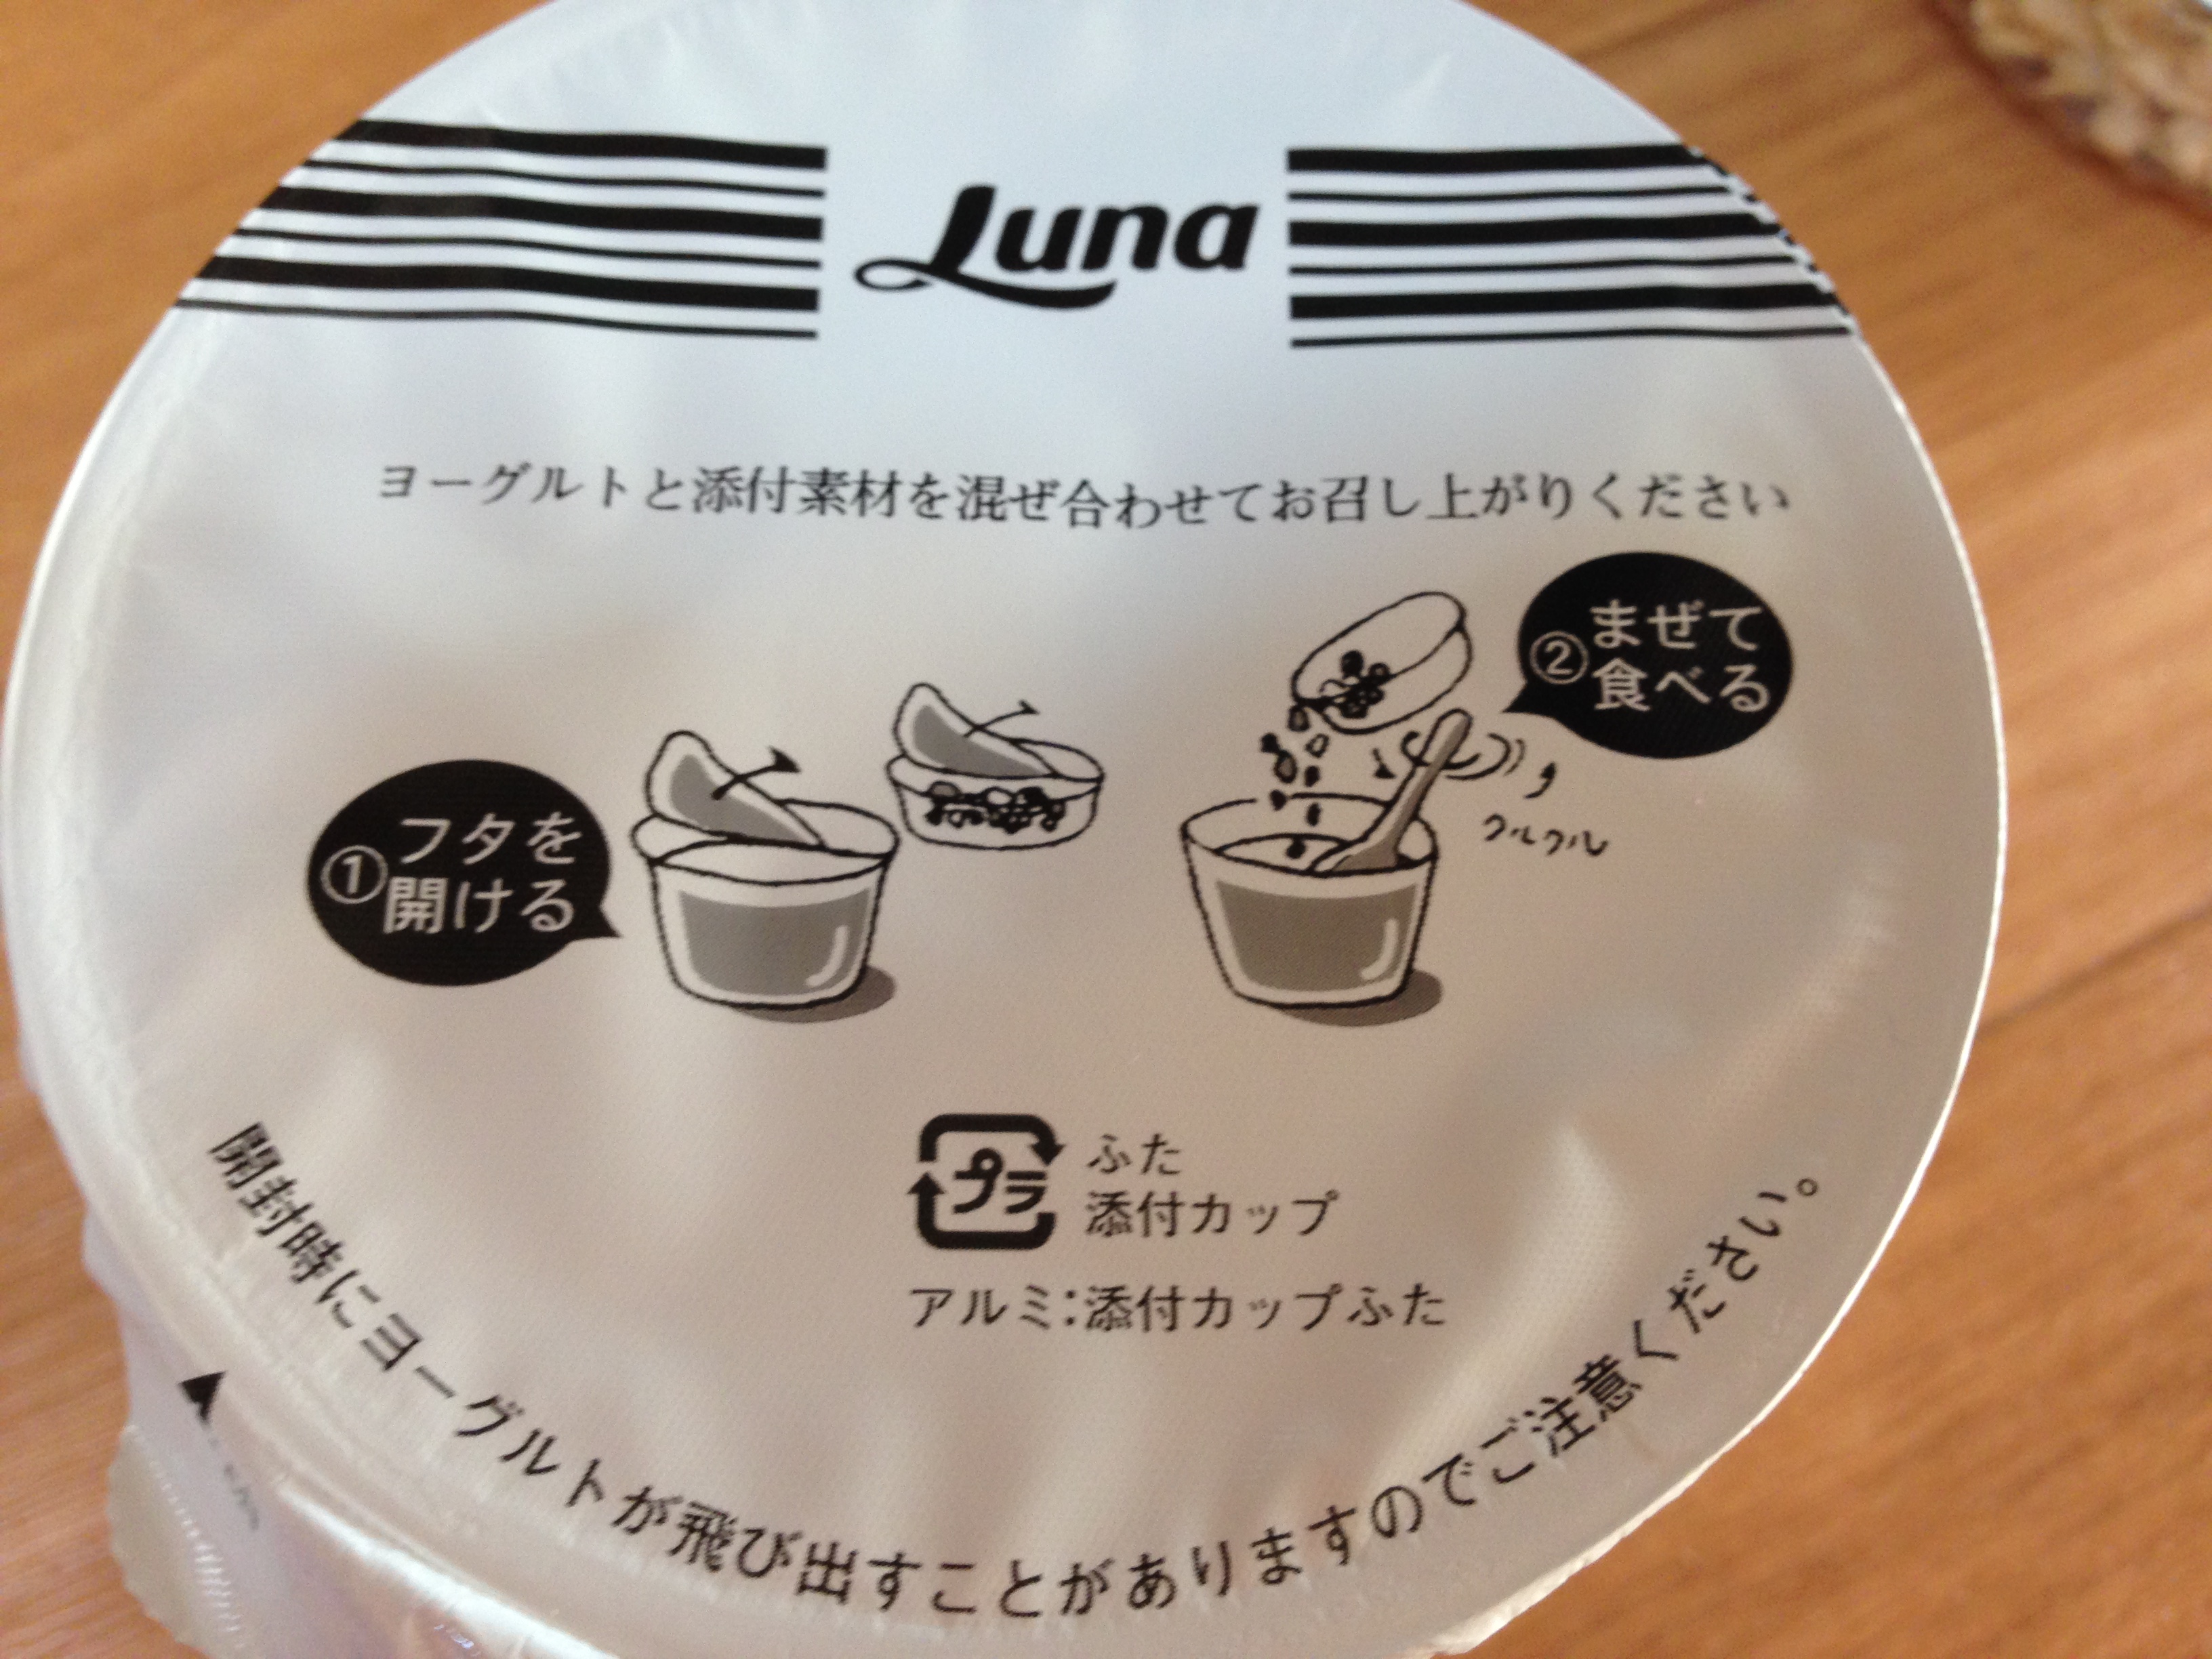 Luna
ヨーグルトと添付素材を混ぜ合わせてお召し上がりください
①フタを
開ける
②まぜて
食べる
クルクル
プラ
ふた
添付カップ
アルミ:添付カップふた
開封時にヨーグルトが飛び出すことがありますのでご注意ください。